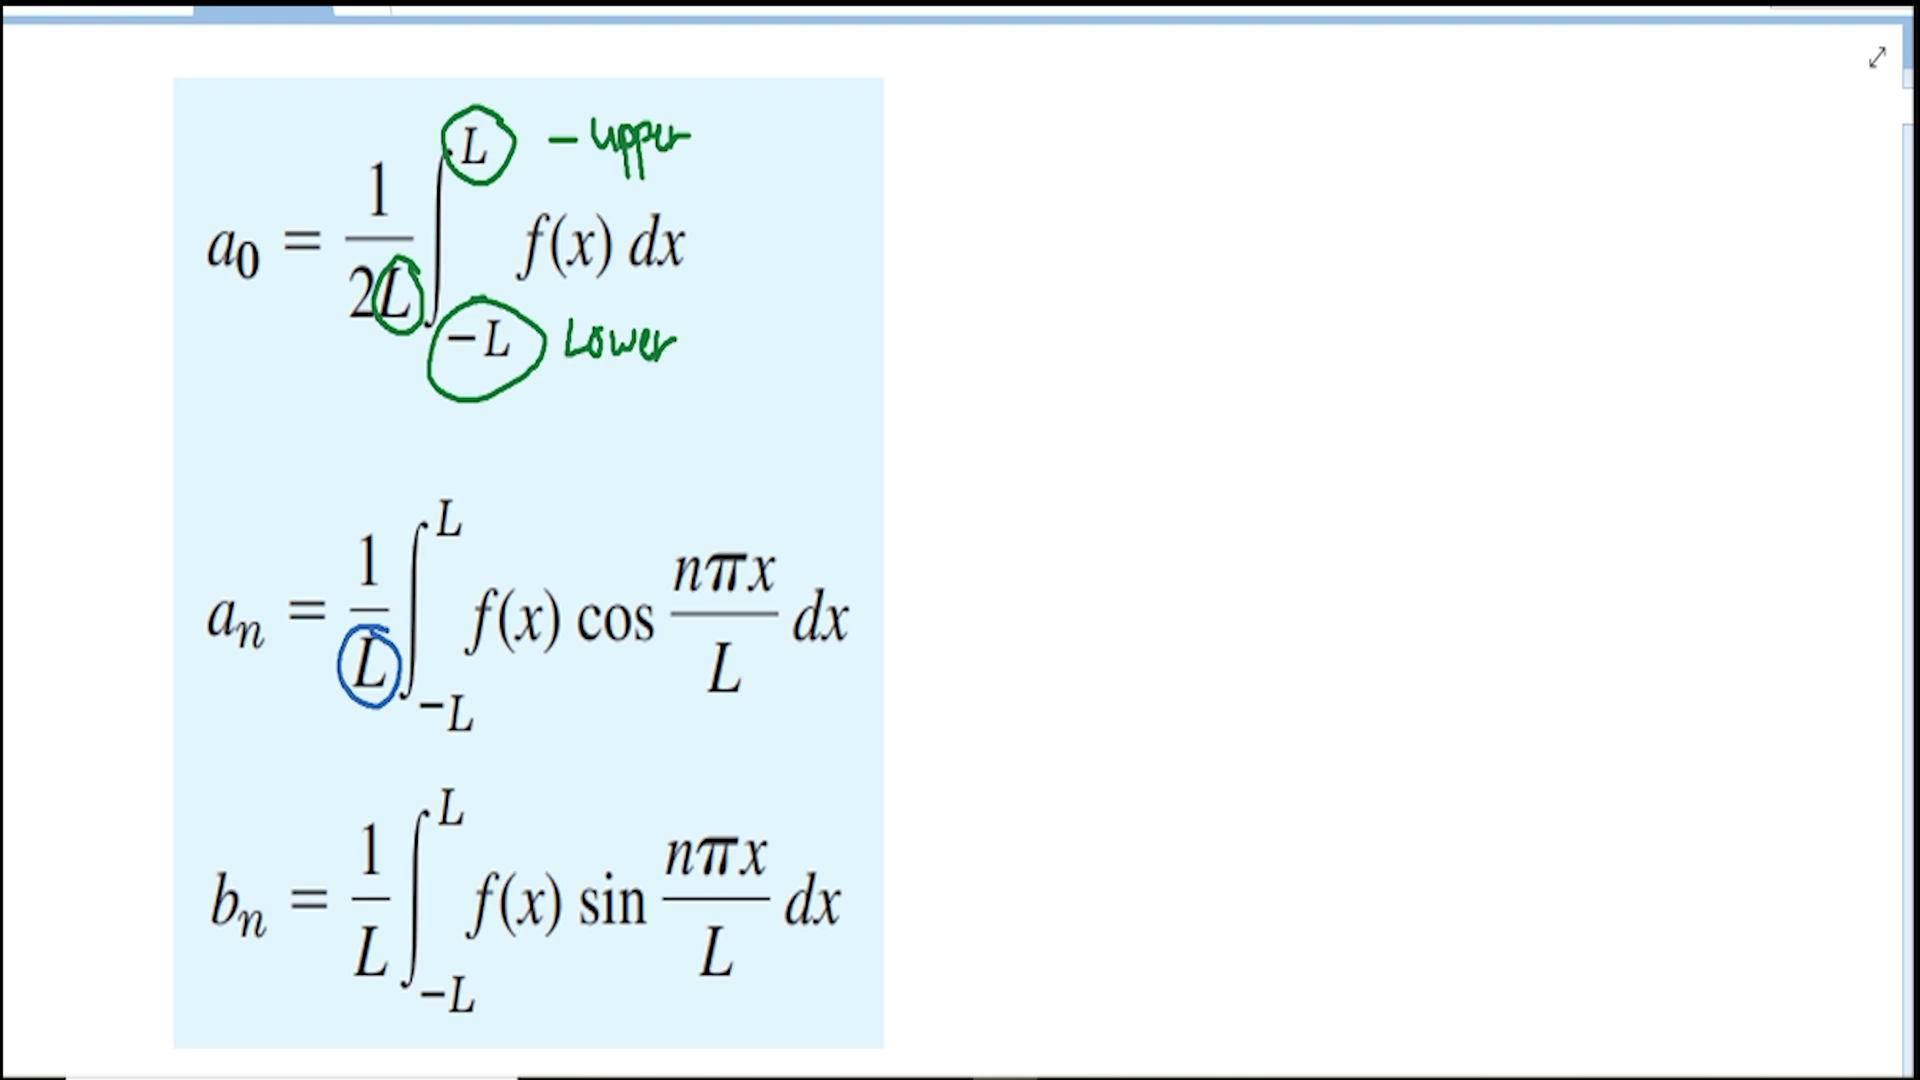 a₀ = 1/2L ∫_{-L}^{L} f(x) dx
– upper
Lower
aₙ = 1/L ∫_{-L}^{L} f(x) cos nπx/L dx
bₙ = 1/L ∫_{-L}^{L} f(x) sin nπx/L dx